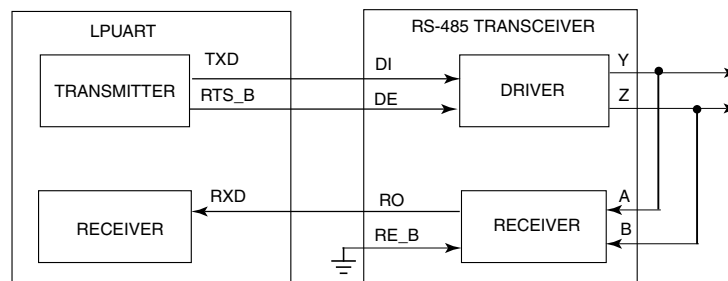 LPUART
RS-485 TRANSCEIVER
TXD
DI
Y
TRANSMITTER
DRIVER
RTS_B
DE
Z
RXD
RO
A
RECEIVER
RECEIVER
RE_B
B